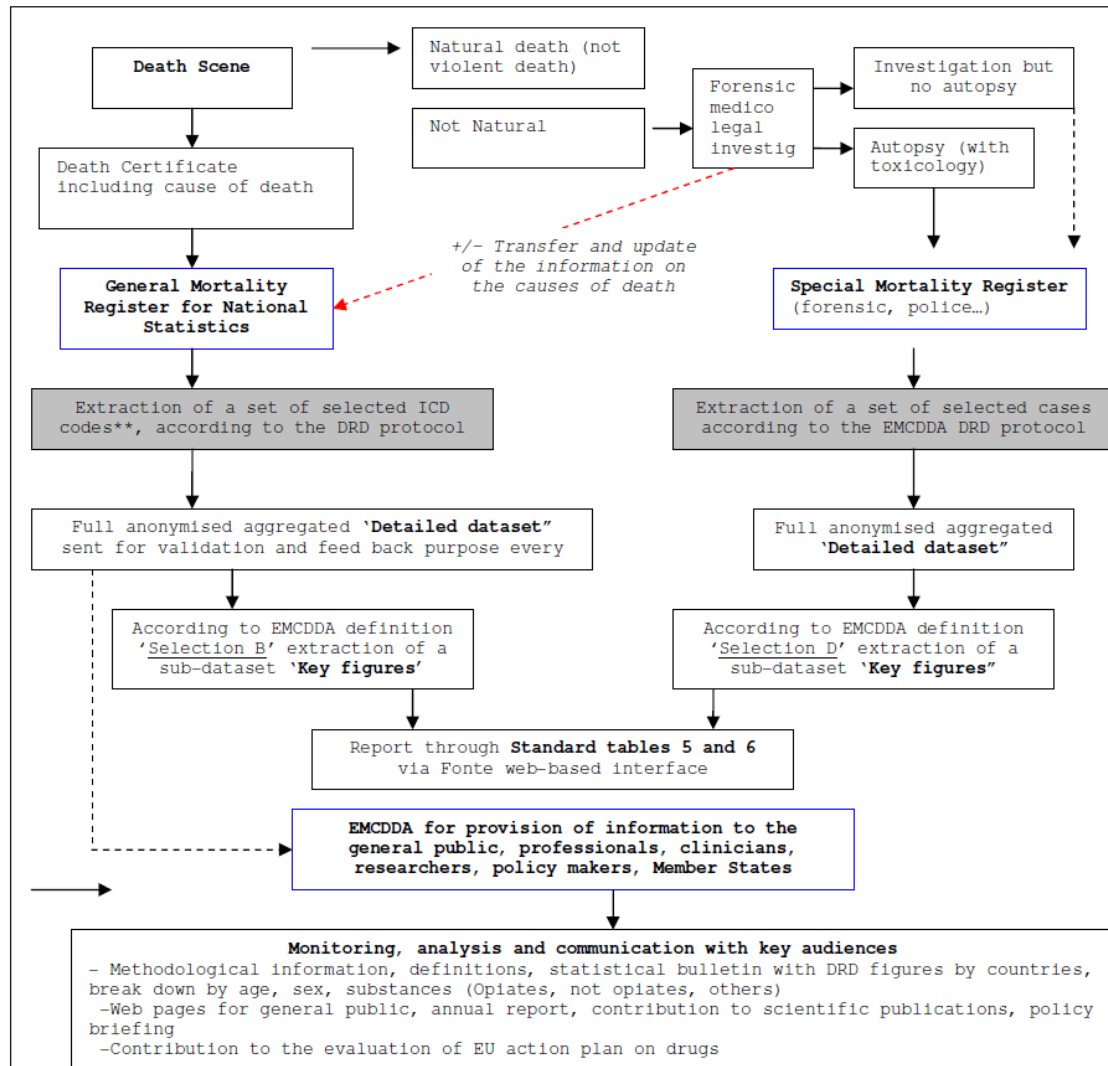 Death Scene
Natural death (not
violent death)
Not Natural
Forensic
medico
legal
investig
Investigation but
no autopsy
Autopsy (with
toxicology)
Death Certificate
including cause of death
+/- Transfer and update
of the information on
the causes of death
General Mortality
Register for National
Statistics
Special Mortality Register
(forensic, police…)
Extraction of a set of selected ICD
codes**, according to the DRD protocol
Extraction of a set of selected cases
according to the EMCDDA DRD protocol
Full anonymised aggregated ‘Detailed dataset”
sent for validation and feed back purpose every
Full anonymised aggregated
‘Detailed dataset”
According to EMCDDA definition
‘Selection B’ extraction of a
sub-dataset ‘Key figures’
According to EMCDDA definition
‘Selection D’ extraction of a
sub-dataset ‘Key figures”
Report through Standard tables 5 and 6
via Fonte web-based interface
EMCDDA for provision of information to the
general public, professionals, clinicians,
researchers, policy makers, Member States
Monitoring, analysis and communication with key audiences
- Methodological information, definitions, statistical bulletin with DRD figures by countries,
break down by age, sex, substances (Opiates, not opiates, others)
-Web pages for general public, annual report, contribution to scientific publications, policy
briefing
-Contribution to the evaluation of EU action plan on drugs